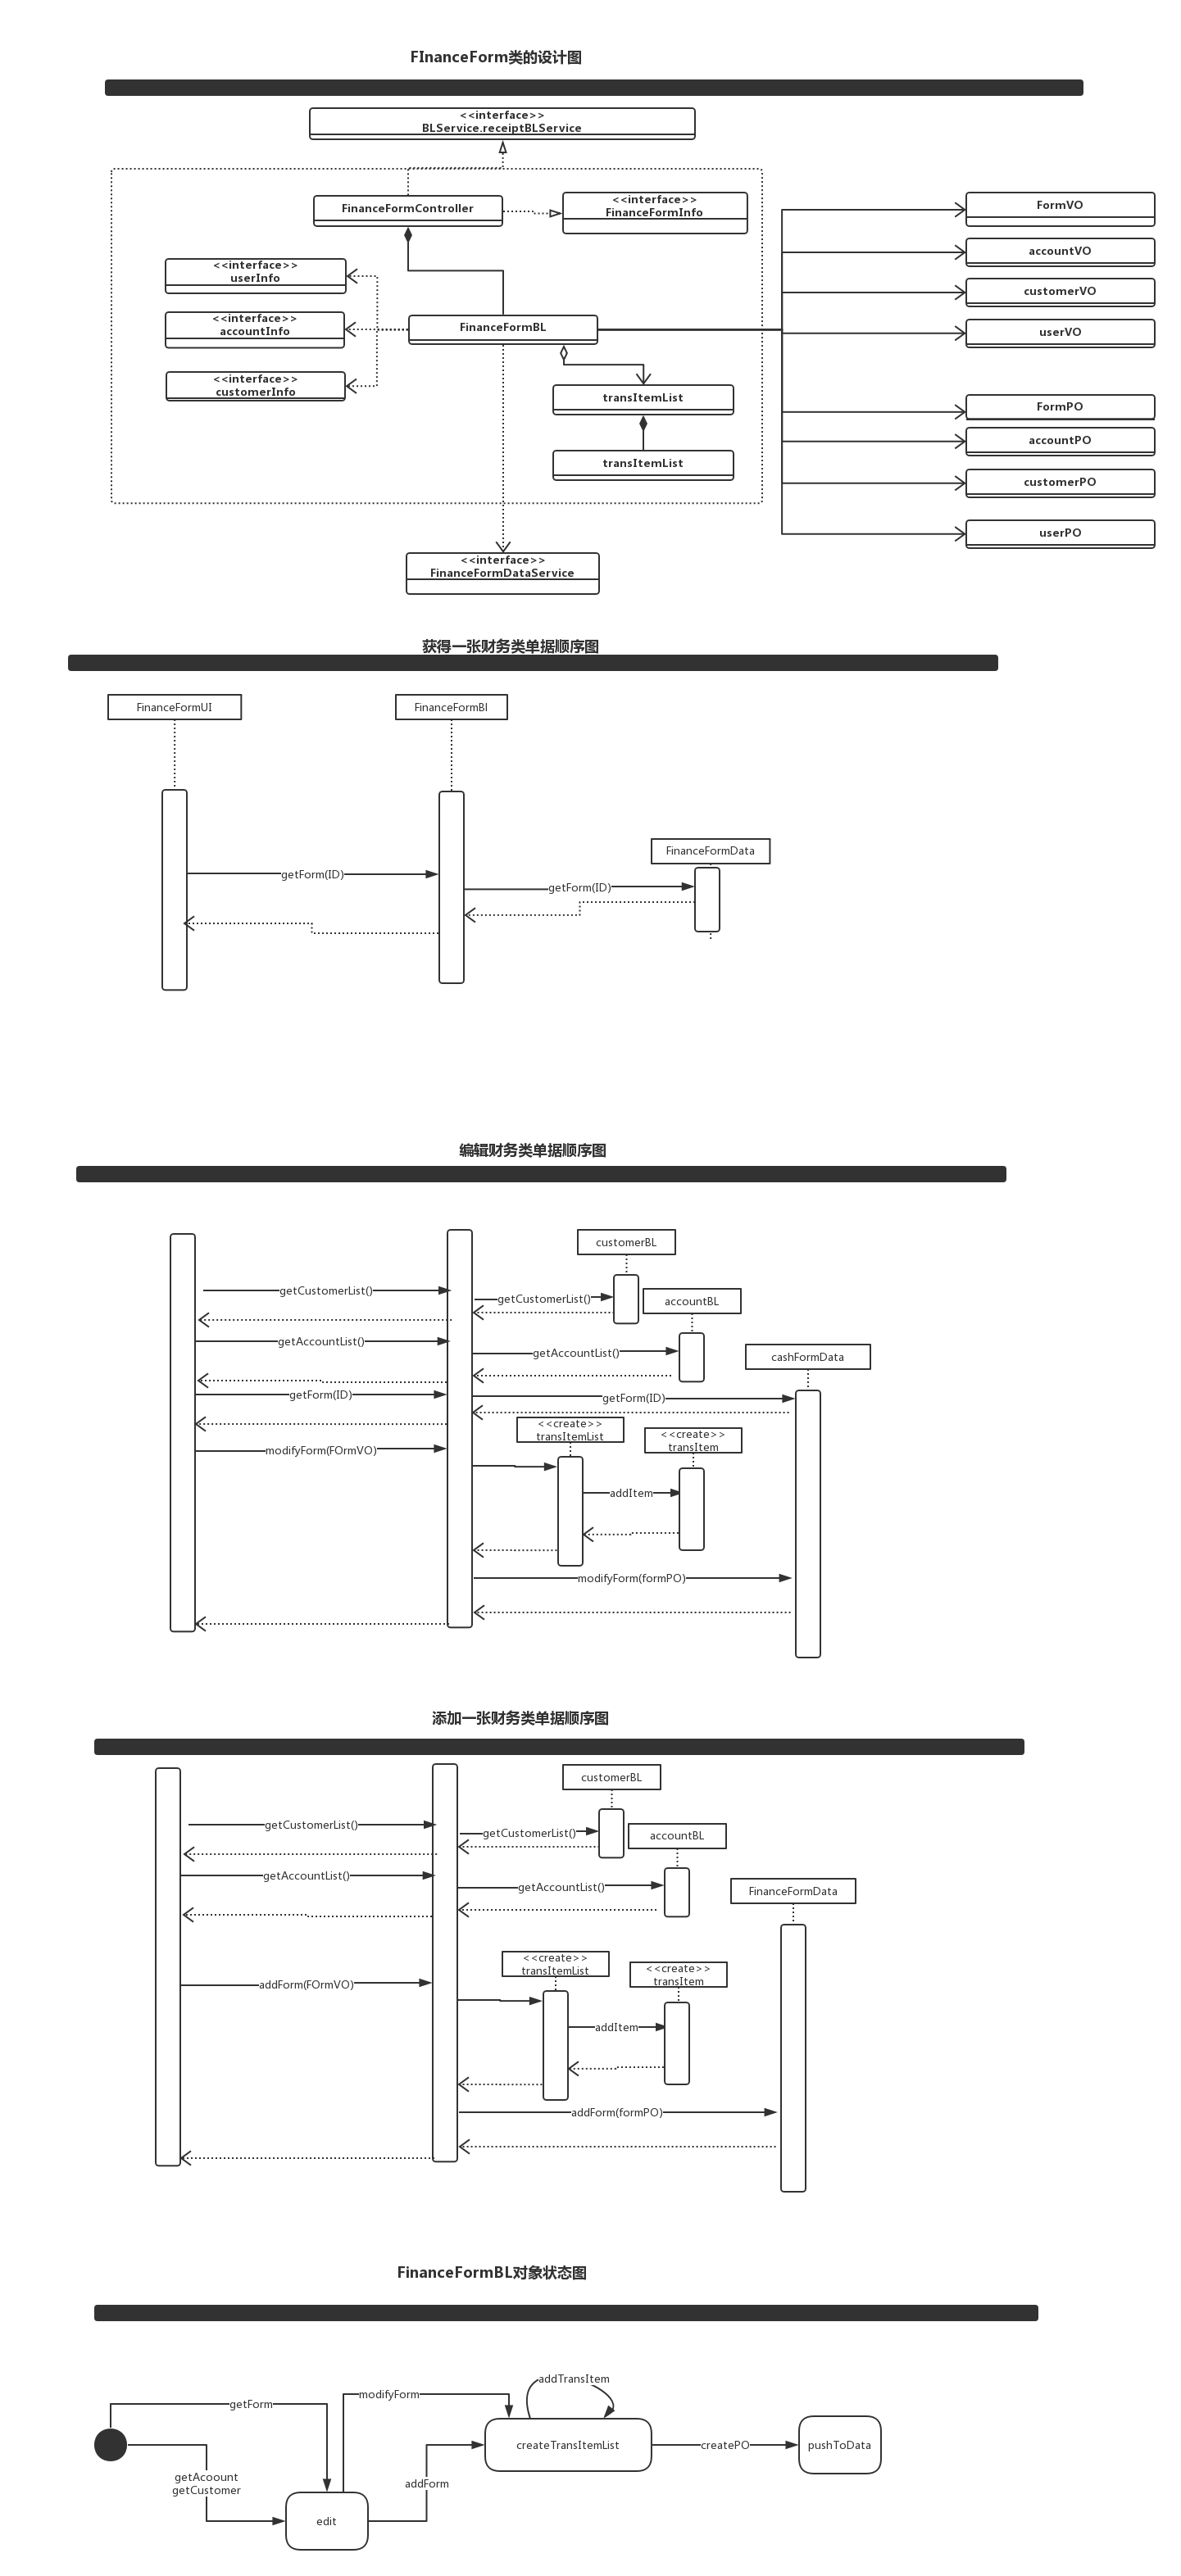 FInanceForm类的设计图
<<interface>>
BLService.receiptBLService
FinanceFormController
<<interface>>
FinanceFormInfo
FormVO
accountVO
<<interface>>
userInfo
customerVO
<<interface>>
accountInfo
FinanceFormBL
userVO
<<interface>>
customerInfo
transItemList
FormPO
accountPO
transItemList
customerPO
userPO
<<interface>>
FinanceFormDataService
获得一张财务类单据顺序图
FinanceFormUI
FinanceFormBl
FinanceFormData
getForm(ID)
getForm(ID)
编辑财务类单据顺序图
customerBL
getCustomerList()
getCustomerList()
accountBL
getAccountList()
getAccountList()
cashFormData
getForm(ID)
getForm(ID)
<<create>>
transItemList
<<create>>
transItem
modifyForm(FOrmVO)
addItem
modifyForm(formPO)
添加一张财务类单据顺序图
customerBL
getCustomerList()
getCustomerList()
accountBL
getAccountList()
getAccountList()
FinanceFormData
<<create>>
transItemList
<<create>>
transItem
addForm(FOrmVO)
addItem
addForm(formPO)
FinanceFormBL对象状态图
addTransItem
modifyForm
getForm
createTransItemList
createPO
pushToData
getAcoount
getCustomer
addForm
edit